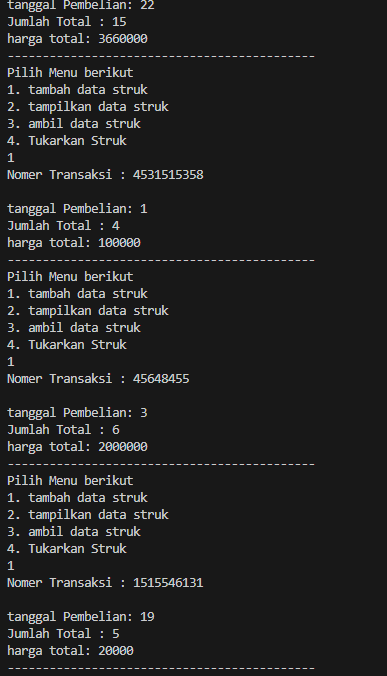 tanggal Pembelian: 22
Jumlah Total : 15
harga total: 3660000
--------------------------------------------
Pilih Menu berikut
1. tambah data struk
2. tampilkan data struk
3. ambil data struk
4. Tukarkan Struk
1
Nomer Transaksi : 4531515358

tanggal Pembelian: 1
Jumlah Total : 4
harga total: 100000
--------------------------------------------
Pilih Menu berikut
1. tambah data struk
2. tampilkan data struk
3. ambil data struk
4. Tukarkan Struk
1
Nomer Transaksi : 45648455

tanggal Pembelian: 3
Jumlah Total : 6
harga total: 2000000
--------------------------------------------
Pilih Menu berikut
1. tambah data struk
2. tampilkan data struk
3. ambil data struk
4. Tukarkan Struk
1
Nomer Transaksi : 1515546131

tanggal Pembelian: 19
Jumlah Total : 5
harga total: 20000
--------------------------------------------